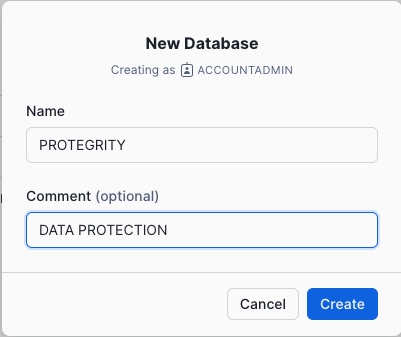 New Database
Creating as ACCOUNTADMIN
Name
PROTEGRITY
Comment (optional)
DATA PROTECTION
Cancel Create